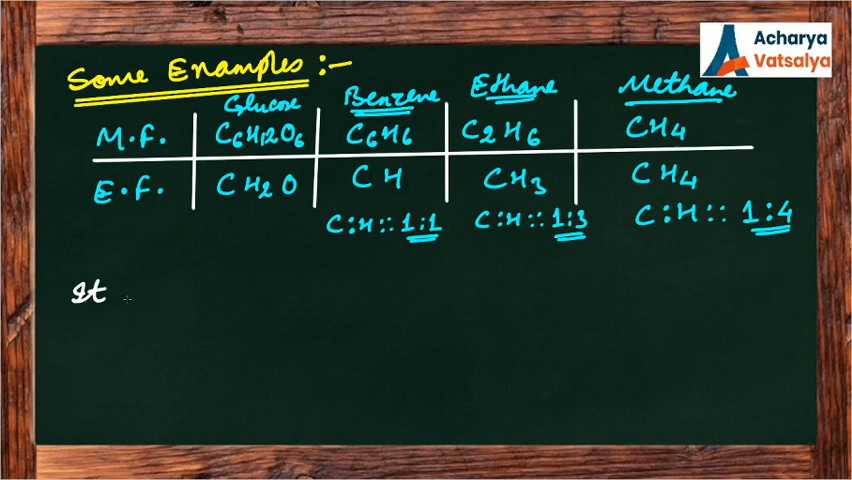 Acharya
Vatsalya
Some Examples :-
Glucose Benzene Ethane Methane
M.F. C6H12O6 C6H6 C2H6 CH4
E.F. CH2O CH CH3 CH4
C:H :: 1:1 C:H :: 1:3 C:H :: 1:4
It